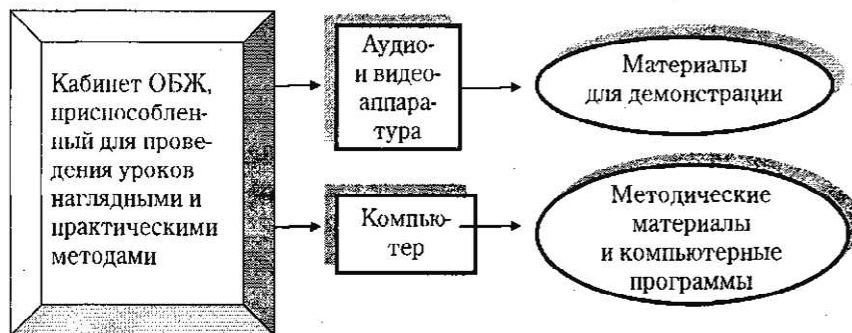 Кабинет ОБЖ,
приспособлен-
ный для прове-
дения уроков
наглядными и
практическими
методами
Аудио-
и видео-
аппара-
тура
Материалы
для демонстрации
Компью-
тер
Методические
материалы
и компьютерные
программы